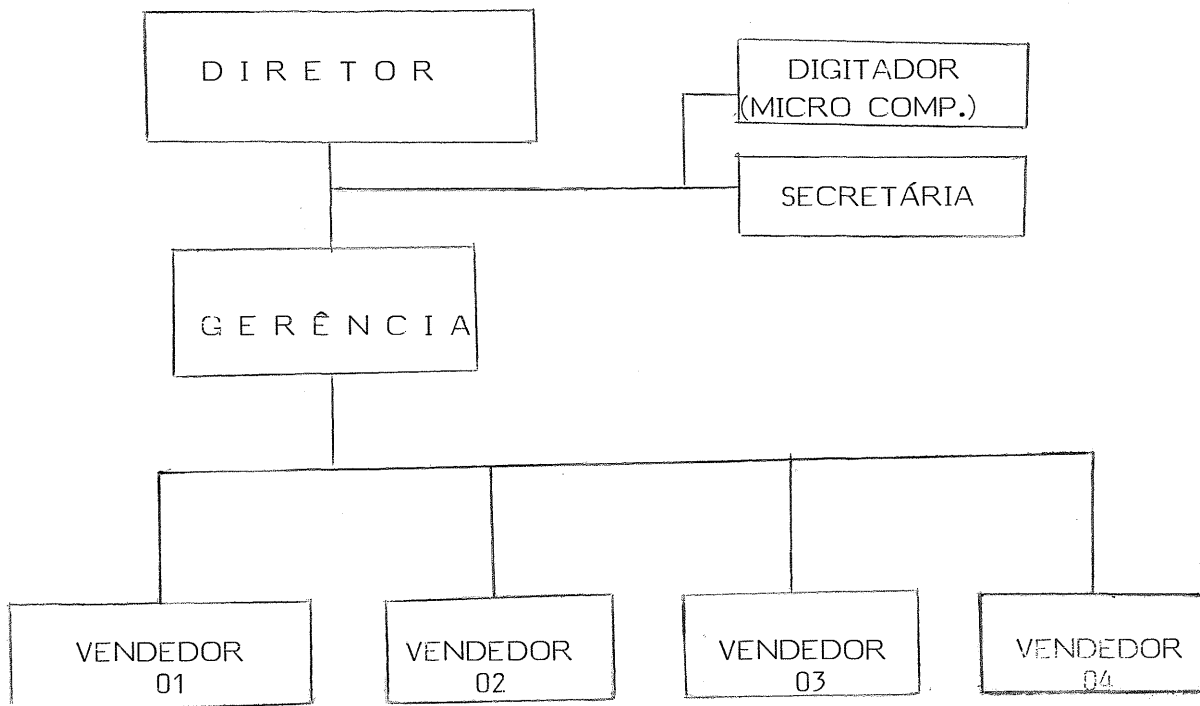 DIRETOR
DIGITADOR
(MICRO COMP.)
SECRETÁRIA
GERÊNCIA
VENDEDOR
01
VENDEDOR
02
VENDEDOR
03
VENDEDOR
04